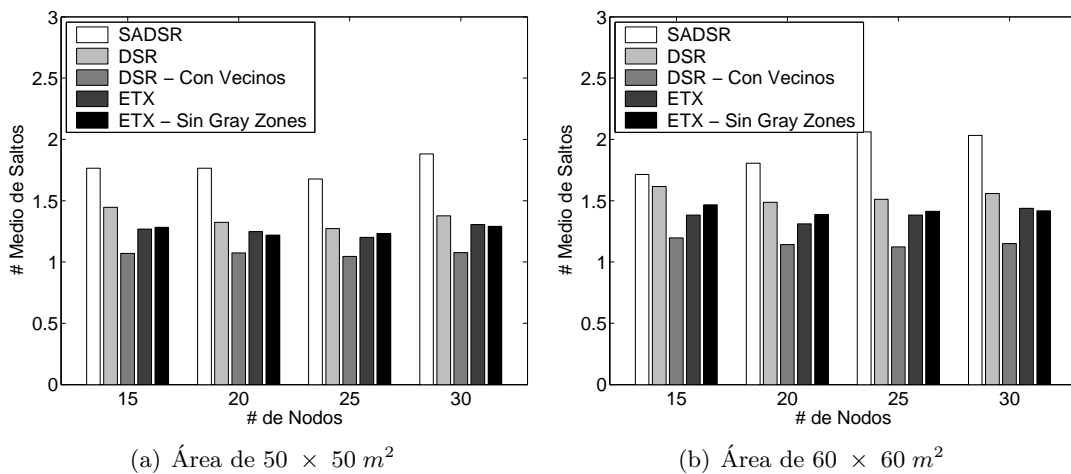 3
2.5
2
1.5
1
0.5
0
# Medio de Saltos
SADSR
DSR
DSR – Con Vecinos
ETX
ETX – Sin Gray Zones
15 20 25 30
# de Nodos
(a) Área de 50 × 50 m²
3
2.5
2
1.5
1
0.5
0
# Medio de Saltos
SADSR
DSR
DSR – Con Vecinos
ETX
ETX – Sin Gray Zones
15 20 25 30
# de Nodos
(b) Área de 60 × 60 m²